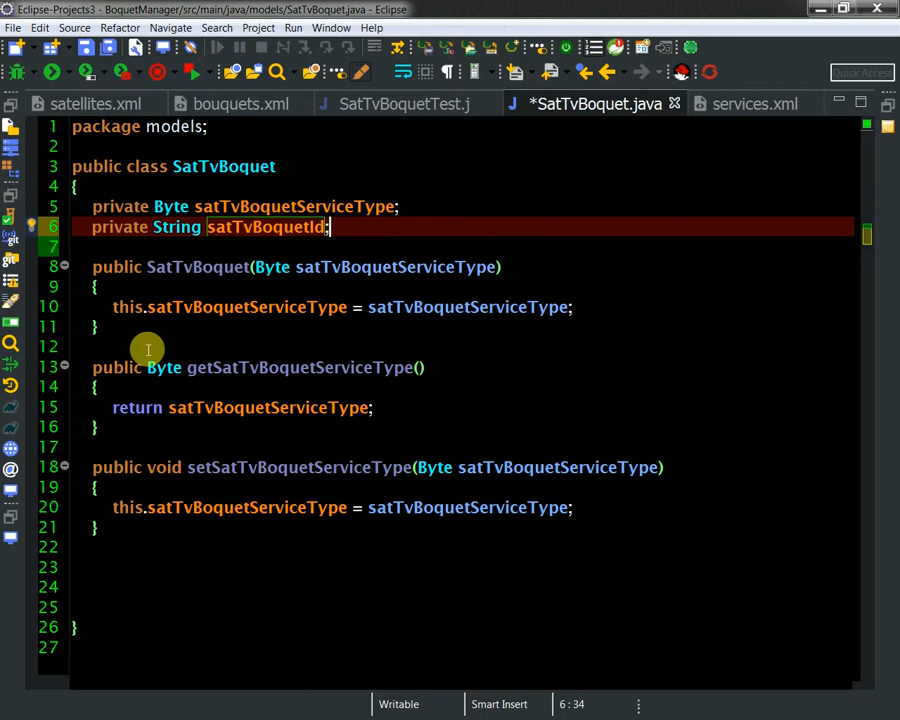 Eclipse-Projects3 - BoquetManager/src/main/java/models/SatTvBoquet.java - Eclipse
File Edit Source Refactor Navigate Search Project Run Window Help
Quick Access
satellites.xml bouquets.xml SatTvBoquetTest.j *SatTvBoquet.java services.xml
1 package models;
2
3 public class SatTvBoquet
4 {
5 private Byte satTvBoquetServiceType;
6 private String satTvBoquetId;
7
8 public SatTvBoquet(Byte satTvBoquetServiceType)
9 {
10 this.satTvBoquetServiceType = satTvBoquetServiceType;
11 }
12
13 public Byte getSatTvBoquetServiceType()
14 {
15 return satTvBoquetServiceType;
16 }
17
18 public void setSatTvBoquetServiceType(Byte satTvBoquetServiceType)
19 {
20 this.satTvBoquetServiceType = satTvBoquetServiceType;
21 }
22
23
24
25
26 }
27
Writable Smart Insert 6 : 34